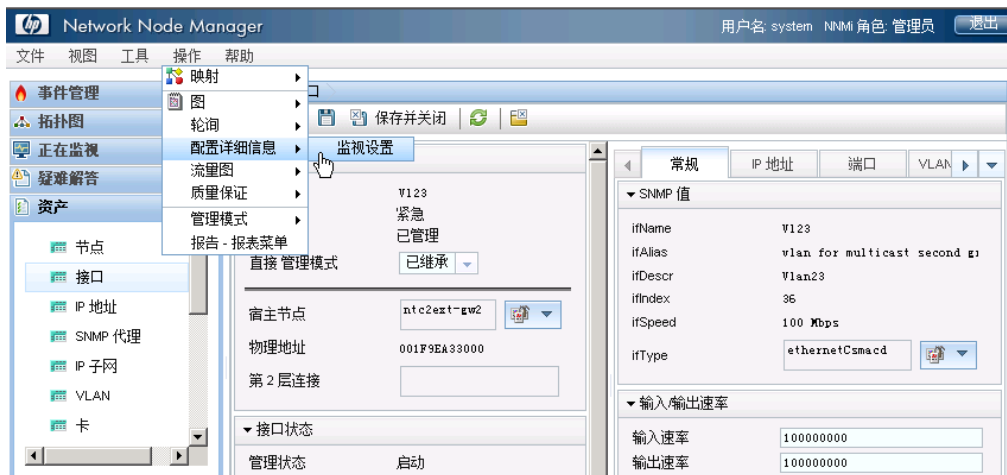 hp Network Node Manager 用户名: system NNMi 角色: 管理员 退出
文件 视图 工具 操作 帮助
事件管理
拓扑图
正在监视
疑难解答
资产
节点
接口
IP 地址
SNMP 代理
IP 子网
VLAN
卡
映射
图
轮询
配置详细信息
流量图
质量保证
管理模式
报告 - 报表菜单
监视设置
口
保存并关闭
V123
紧急
已管理
直接 管理模式 已继承
宿主节点 ntc2ext-gw2
物理地址 001F9EA33000
第 2 层连接
接口状态
管理状态 启动
常规 IP 地址 端口 VLAN
SNMP 值
ifName V123
ifAlias vlan for multicast second
ifDescr Vlan23
ifIndex 36
ifSpeed 100 Mbps
ifType ethernetCsmacd
输入/输出速率
输入速率 100000000
输出速率 100000000